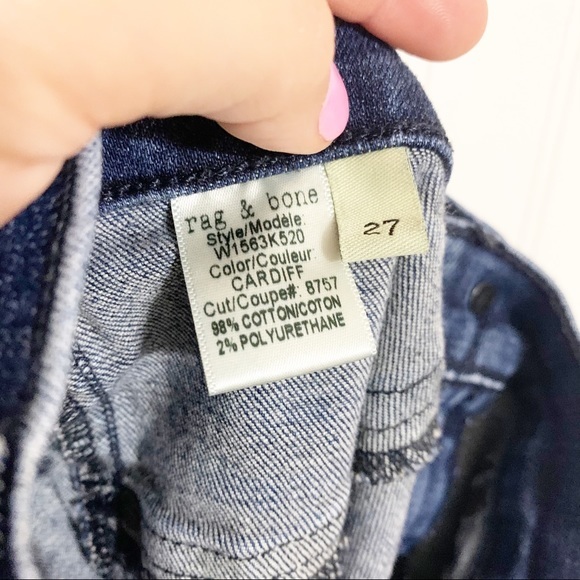 rag & bone
Style/Modèle:
W1563K520
Color/Couleur
CARDIFF
Cut/Coupe#: 8757
98% COTTON/COTON
2% POLYURETHANE
27